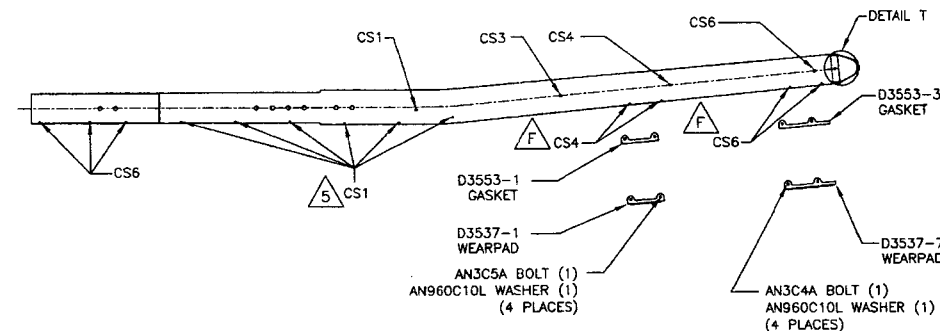 DETAIL T
CS6
CS1
CS3
CS4
D3553-3
GASKET
F
CS4
F
CS6
CS6
5
CS1
D3553-1
GASKET
D3537-1
WEARPAD
D3537-7
WEARPAD
AN3C5A BOLT (1)
AN960C10L WASHER (1)
(4 PLACES)
AN3C4A BOLT (1)
AN960C10L WASHER (1)
(4 PLACES)